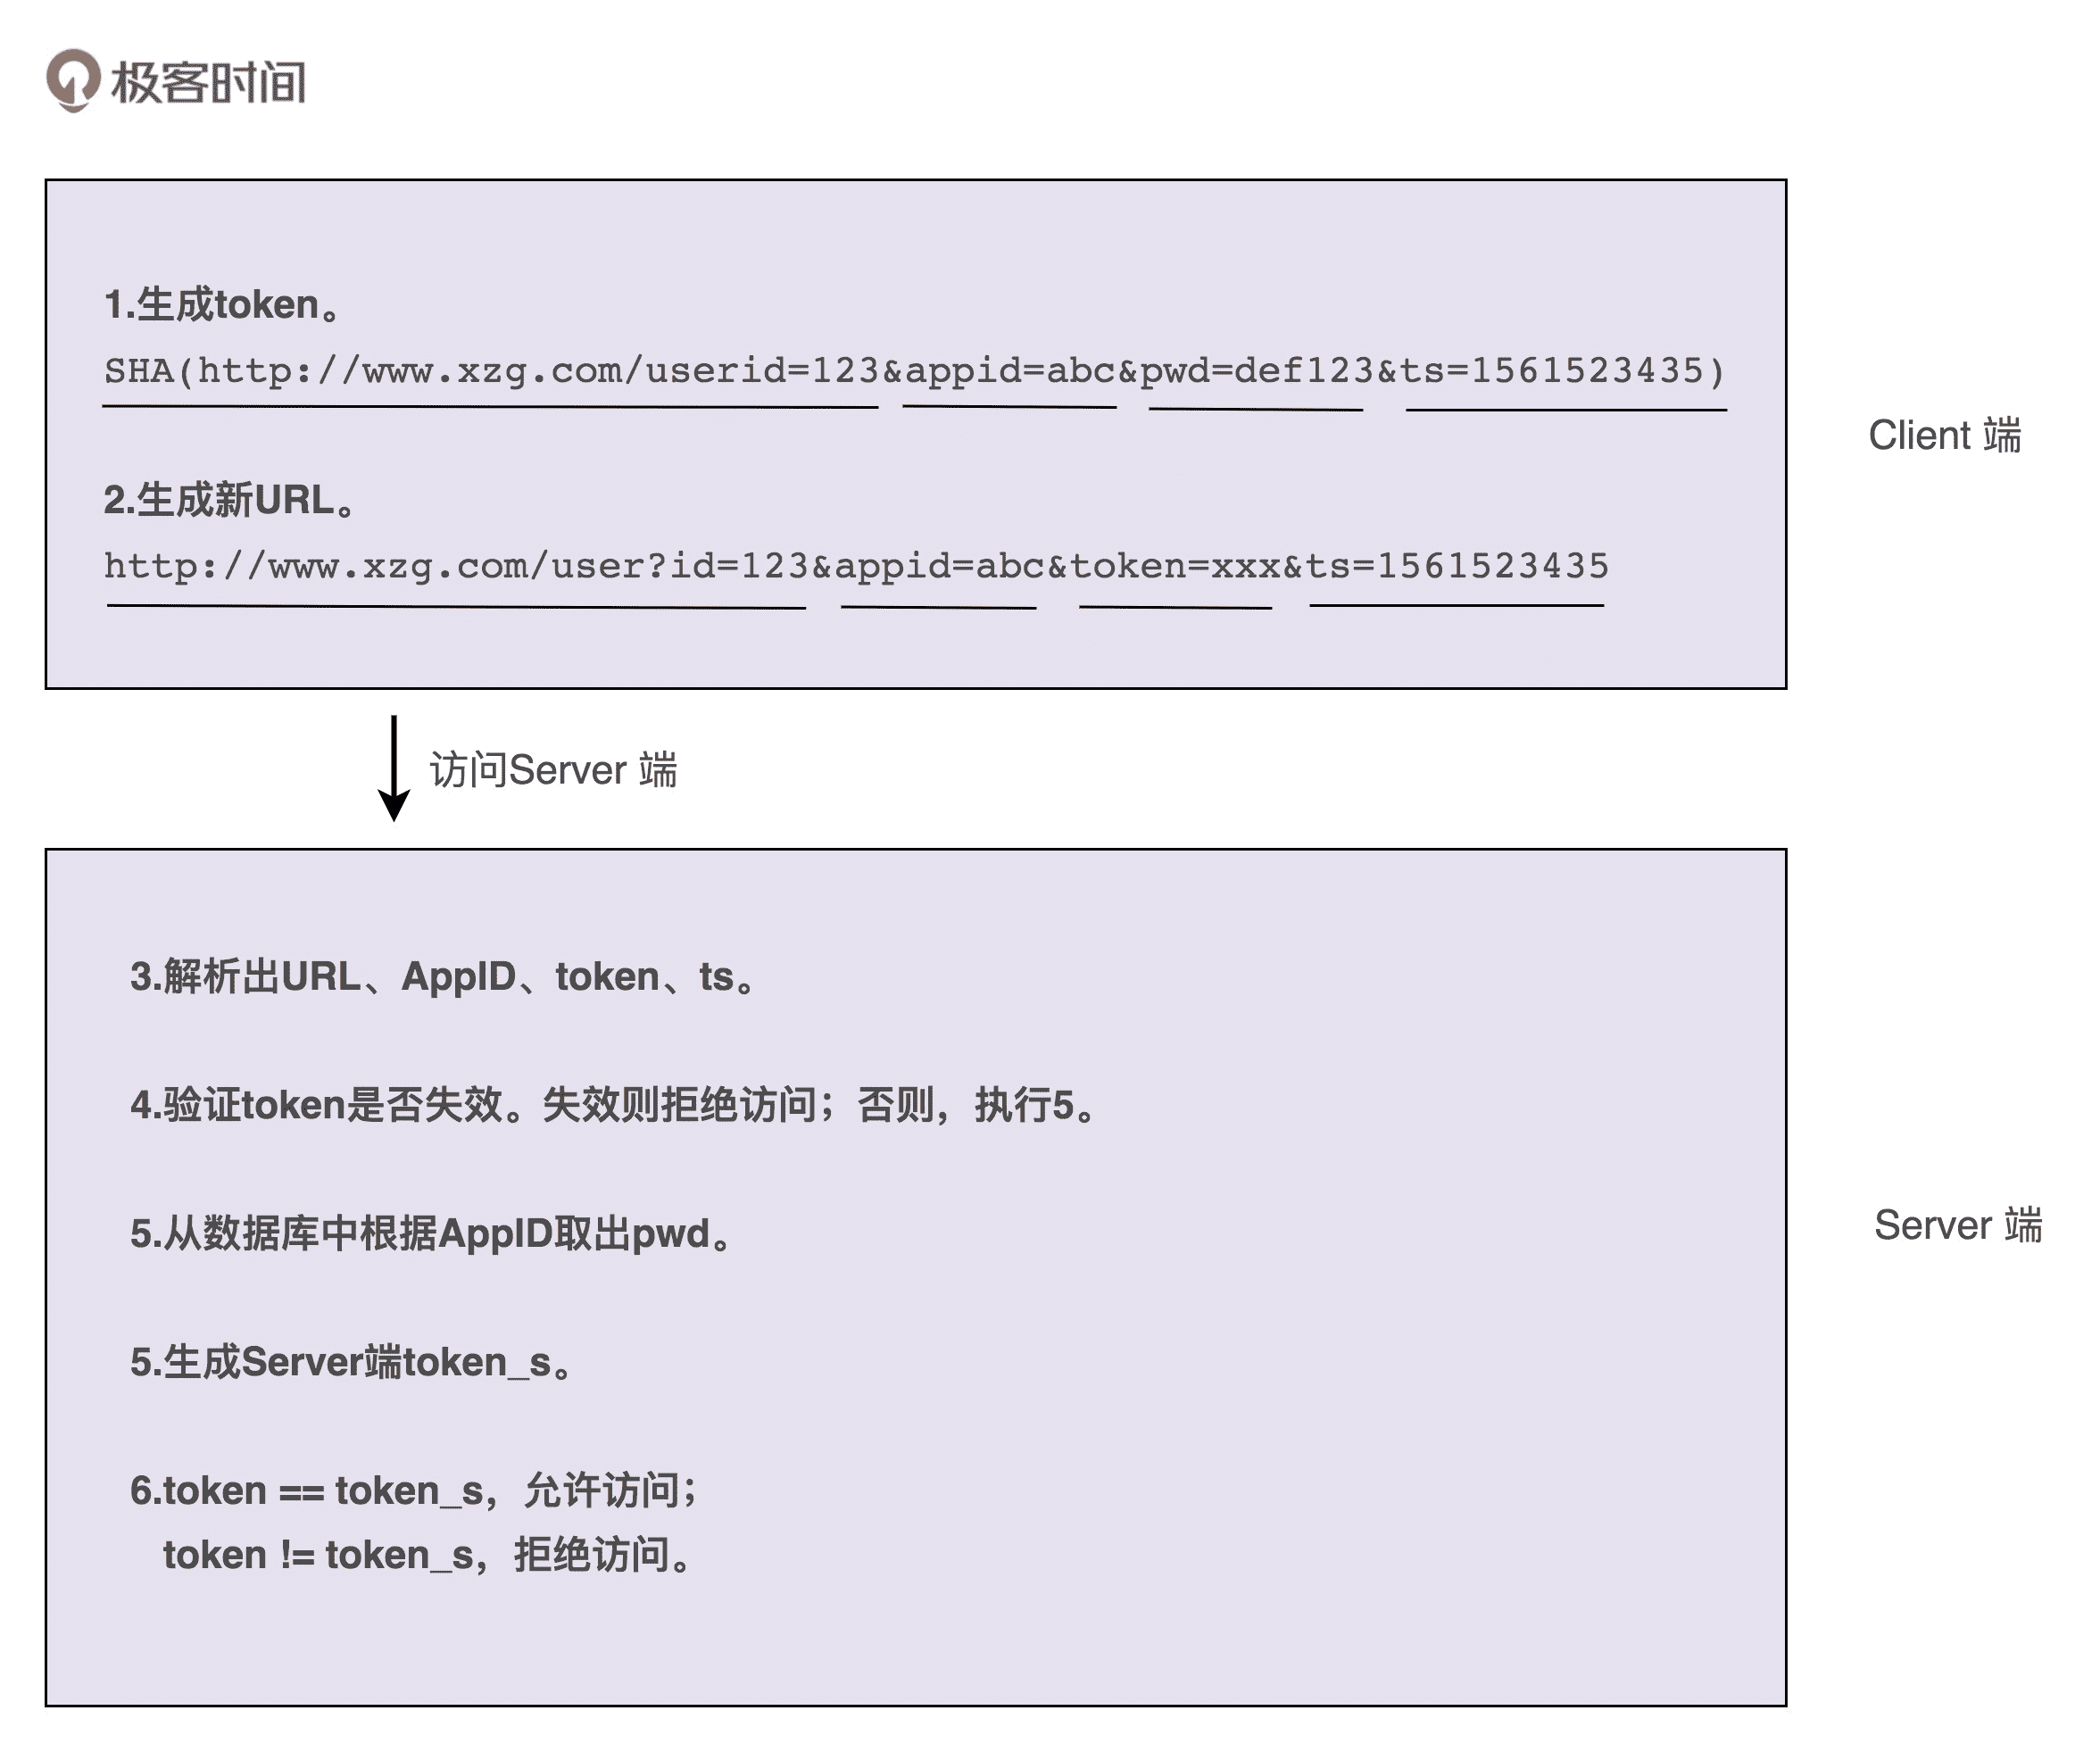 极客时间
1.生成token。
SHA(http://www.xzg.com/userid=123&appid=abc&pwd=def123&ts=1561523435)
Client 端
2.生成新URL。
http://www.xzg.com/user?id=123&appid=abc&token=xxx&ts=1561523435
访问Server 端
3.解析出URL、AppID、token、ts。
4.验证token是否失效。失效则拒绝访问；否则，执行5。
5.从数据库中根据AppID取出pwd。
Server 端
5.生成Server端token_s。
6.token == token_s，允许访问；
token != token_s，拒绝访问。